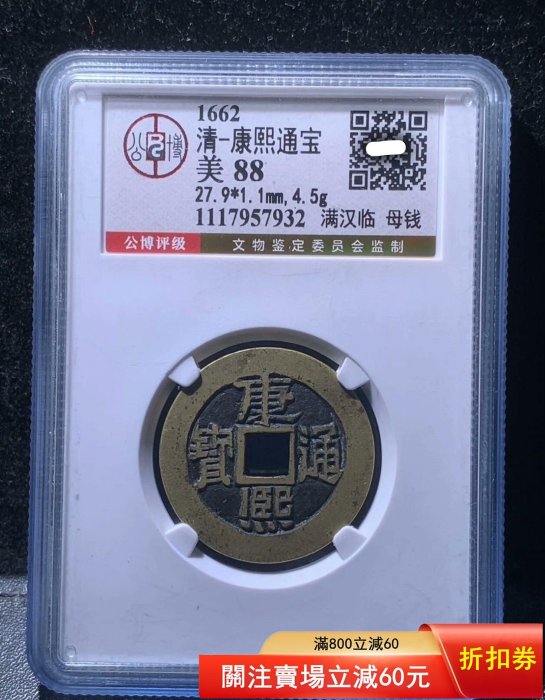 1662
清-康熙通宝
美 88
27.9*1.1mm,4.5g
1117957932 满汉临 母钱
公博
公博评级
文物鉴定委员会监制
康熙通寶
滿800立減60
關注賣場立減60元
折扣券